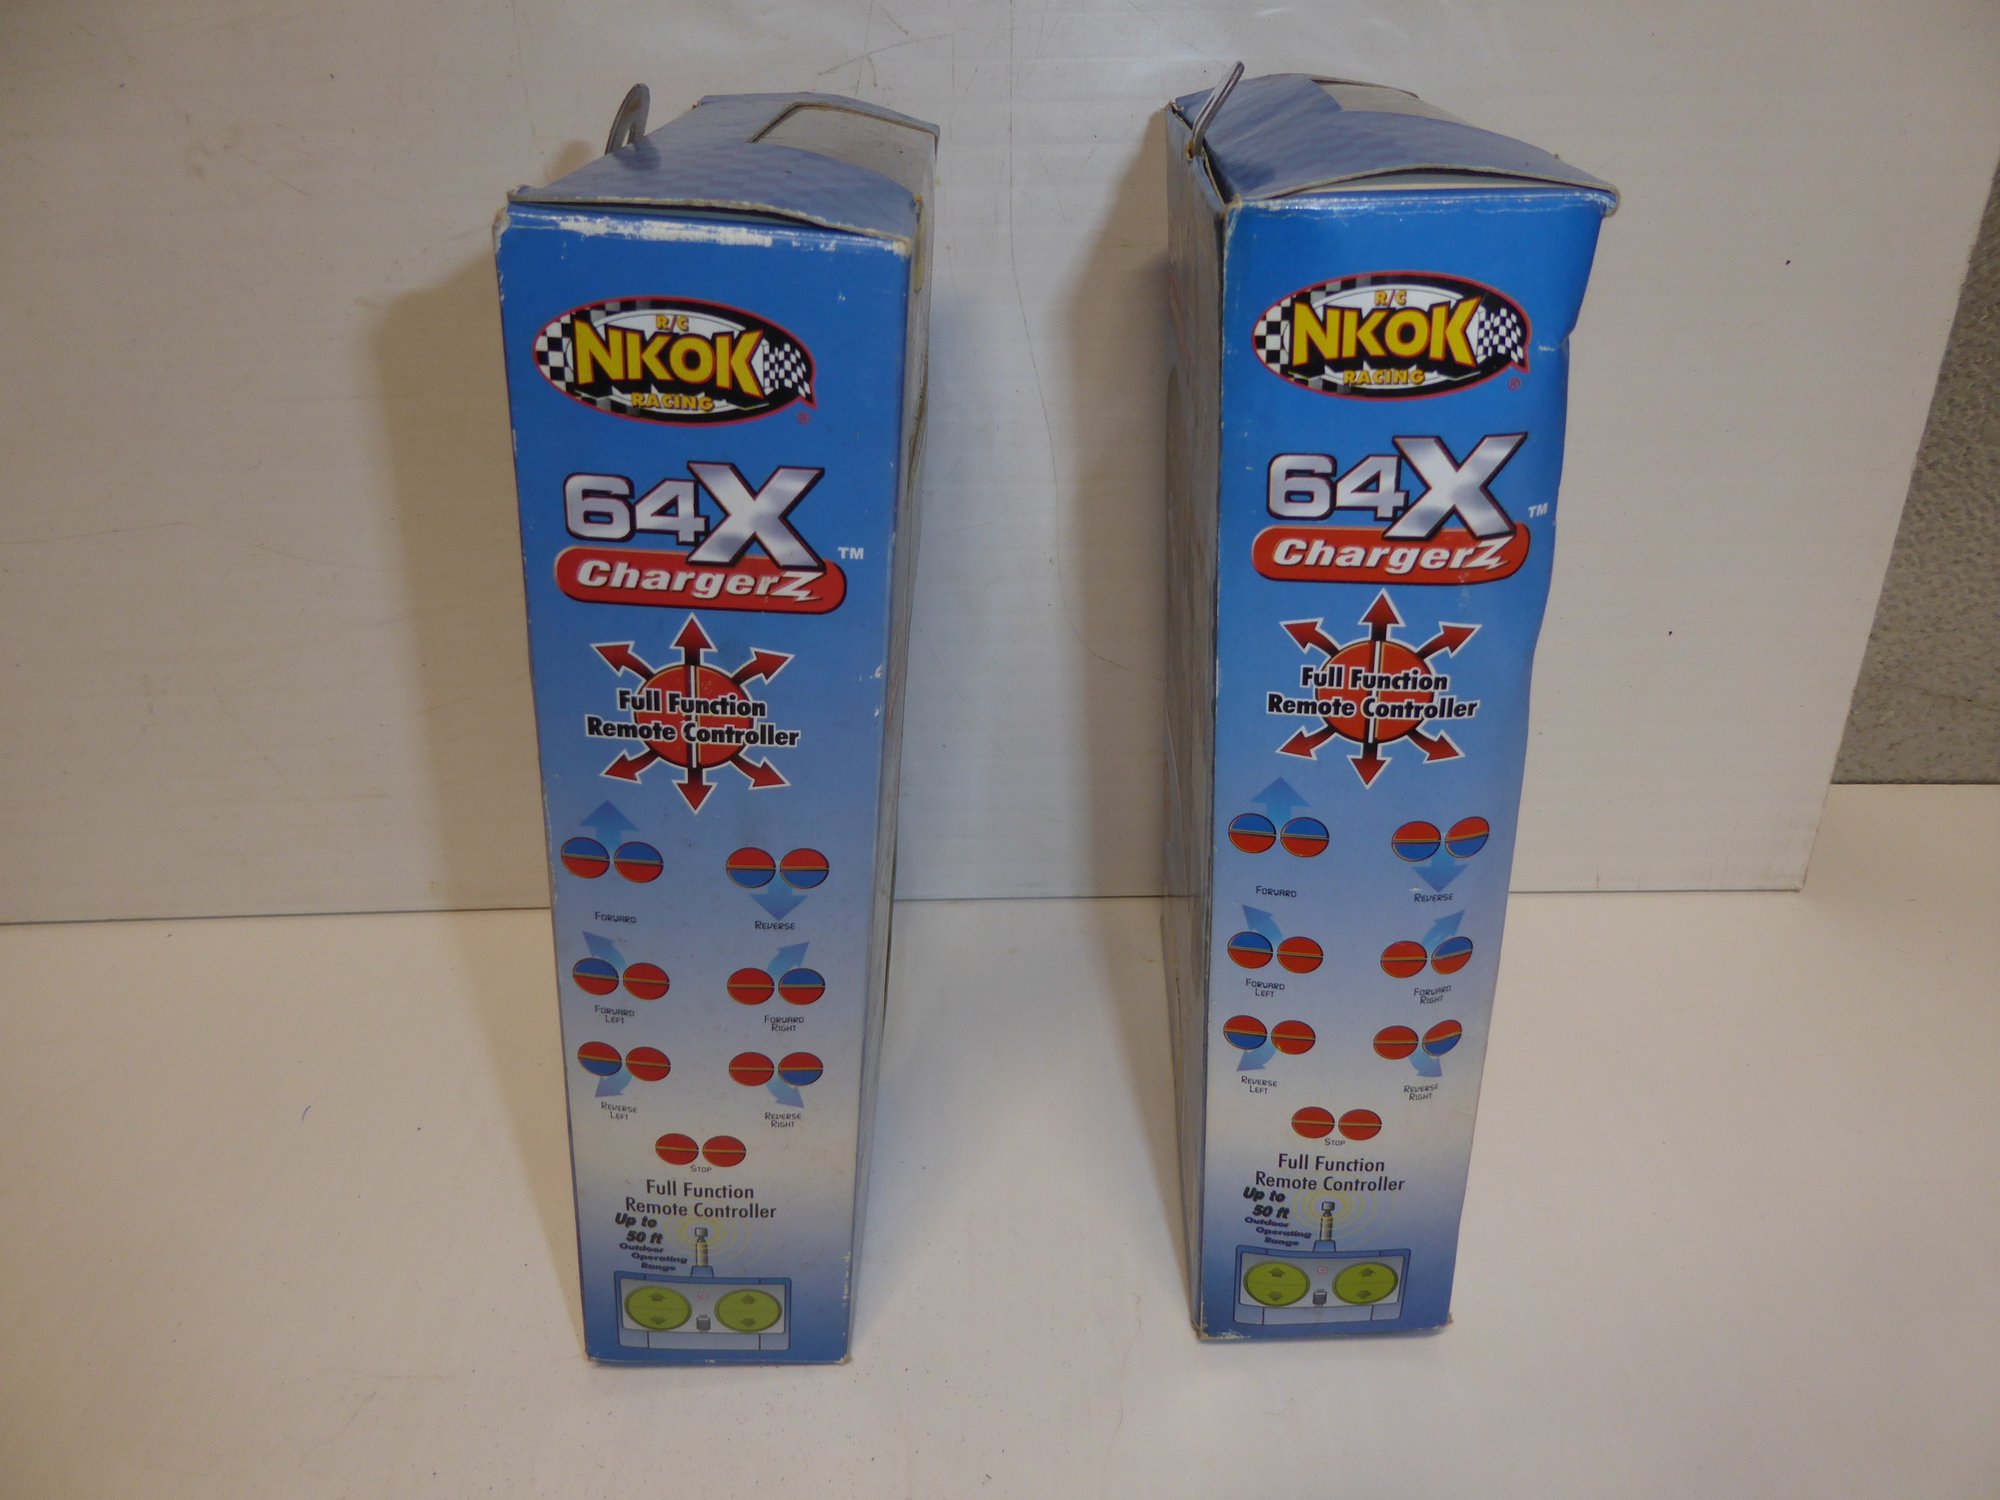 R/C
NKOK
RACING
®
64X
ChargerZ
TM
Full Function
Remote Controller
FORWARD
REVERSE
FORWARD
LEFT
FORWARD
RIGHT
REVERSE
LEFT
REVERSE
RIGHT
STOP
Full Function
Remote Controller
Up to
50 ft
Outdoor
Operating
Range
R/C
NKOK
RACING
®
64X
ChargerZ
TM
Full Function
Remote Controller
FORWARD
REVERSE
FORWARD
LEFT
FORWARD
RIGHT
REVERSE
LEFT
REVERSE
RIGHT
STOP
Full Function
Remote Controller
Up to
50 ft
Outdoor
Operating
Range